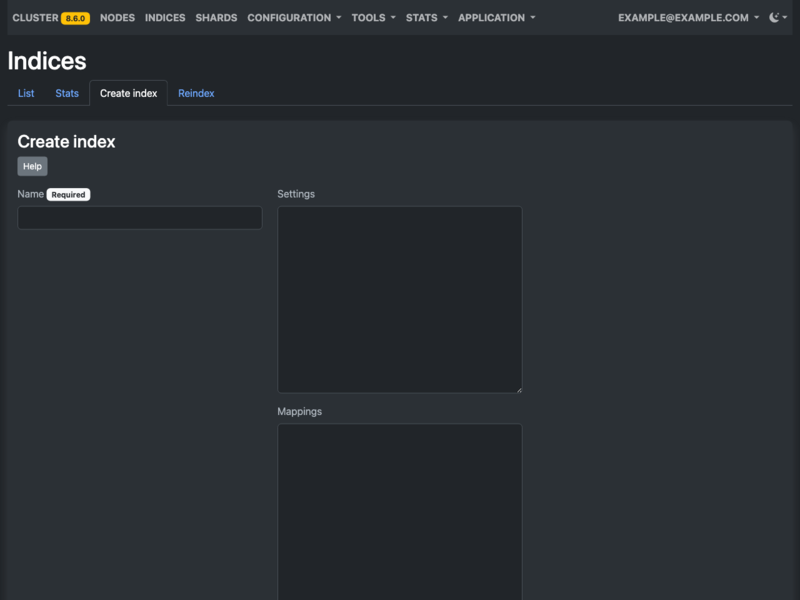 CLUSTER 8.6.0 NODES INDICES SHARDS CONFIGURATION TOOLS STATS APPLICATION EXAMPLE@EXAMPLE.COM
Indices
List Stats Create index Reindex
Create index
Help
Name Required
Settings
Mappings